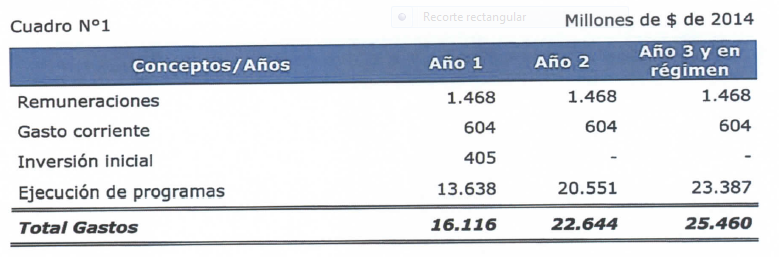 Recorte rectangular
Cuadro N°1 Millones de $ de 2014
Conceptos/Años Año 1 Año 2 Año 3 y en régimen
Remuneraciones 1.468 1.468 1.468
Gasto corriente 604 604 604
Inversión inicial 405 - -
Ejecución de programas 13.638 20.551 23.387
Total Gastos 16.116 22.644 25.460